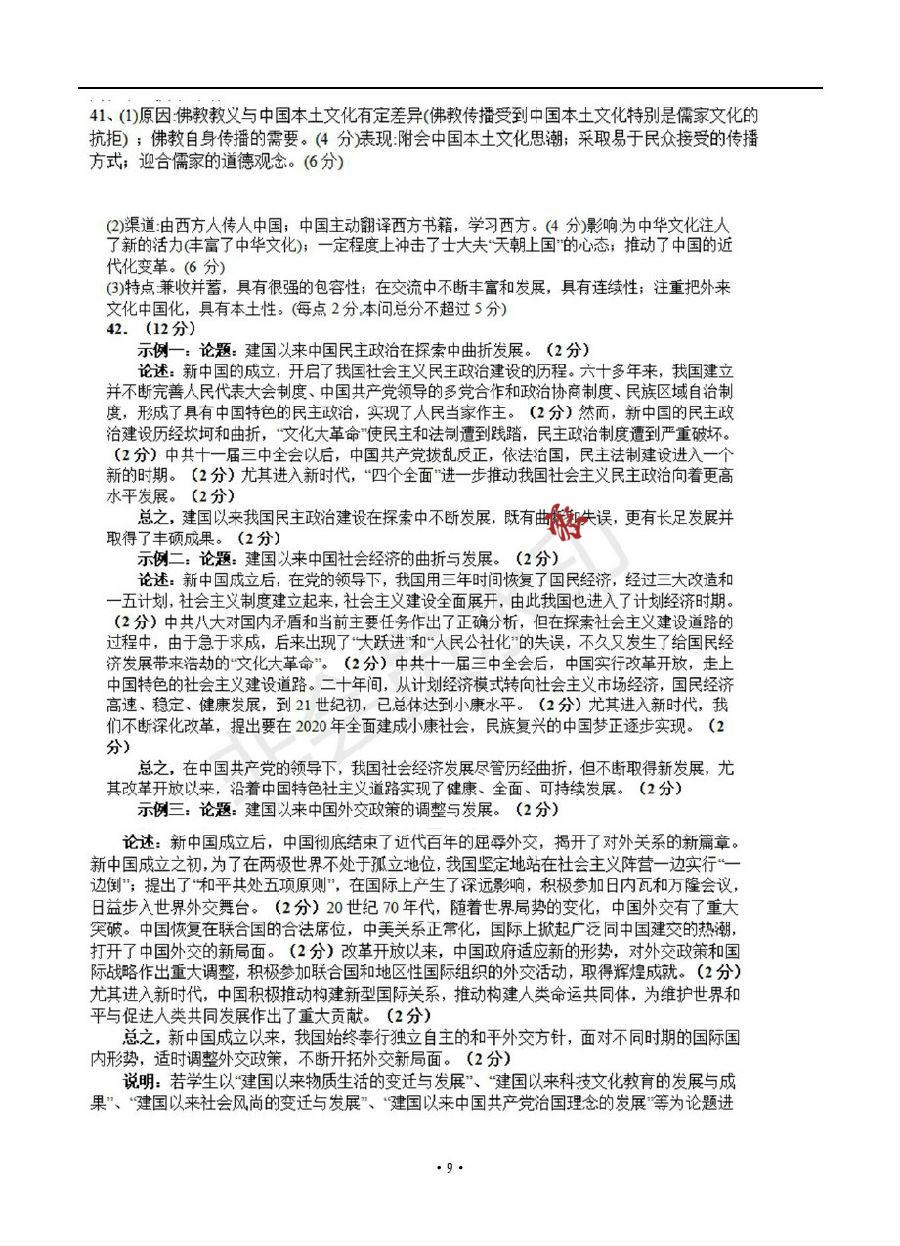 41、(1)原因:佛教教义与中国本土文化有定差异(佛教传播受到中国本土文化特别是儒家文化的
抗拒)；佛教自身传播的需要。(4 分)表现:附会中国本土文化思潮；采取易于民众接受的传播
方式；迎合儒家的道德观念。(6分)
(2)渠道:由西方人传人中国；中国主动翻译西方书籍，学习西方。(4 分)影响:为中华文化注人
了新的活力(丰富了中华文化)；一定程度上冲击了士大夫“天朝上国”的心态；推动了中国的近
代化变革。(6 分)
(3)特点:兼收并蓄，具有很强的包容性；在交流中不断丰富和发展，具有连续性；注重把外来
文化中国化，具有本土性。(每点 2 分,本问总分不超过 5 分)
42．（12 分）
示例一：论题：建国以来中国民主政治在探索中曲折发展。（2 分）
论述：新中国的成立，开启了我国社会主义民主政治建设的历程。六十多年来，我国建立
并不断完善人民代表大会制度、中国共产党领导的多党合作和政治协商制度、民族区域自治制
度，形成了具有中国特色的民主政治，实现了人民当家作主。（2 分）然而，新中国的民主政
治建设历经坎坷和曲折，“文化大革命”使民主和法制遭到践踏，民主政治制度遭到严重破坏。
（2 分）中共十一届三中全会以后，中国共产党拨乱反正，依法治国，民主法制建设进入一个
新的时期。（2 分）尤其进入新时代，“四个全面”进一步推动我国社会主义民主政治向着更高
水平发展。（2 分）
总之，建国以来我国民主政治建设在探索中不断发展，既有曲折和失误，更有长足发展并
取得了丰硕成果。（2 分）
示例二：论题：建国以来中国社会经济的曲折与发展。（2 分）
论述：新中国成立后，在党的领导下，我国用三年时间恢复了国民经济，经过三大改造和
一五计划，社会主义制度建立起来，社会主义建设全面展开，由此我国也进入了计划经济时期。
（2 分）中共八大对国内矛盾和当前主要任务作出了正确分析，但在探索社会主义建设道路的
过程中，由于急于求成，后来出现了“大跃进”和“人民公社化”的失误，不久又发生了给国民经
济发展带来浩劫的“文化大革命”。（2 分）中共十一届三中全会后，中国实行改革开放，走上
中国特色的社会主义建设道路。二十年间，从计划经济模式转向社会主义市场经济，国民经济
高速、稳定、健康发展，到 21 世纪初，已总体达到小康水平。（2 分）尤其进入新时代，我
们不断深化改革，提出要在 2020 年全面建成小康社会，民族复兴的中国梦正逐步实现。（2
分）
总之，在中国共产党的领导下，我国社会经济发展尽管历经曲折，但不断取得新发展，尤
其改革开放以来，沿着中国特色社主义道路实现了健康、全面、可持续发展。（2 分）
示例三：论题：建国以来中国外交政策的调整与发展。（2 分）
论述：新中国成立后，中国彻底结束了近代百年的屈辱外交，揭开了对外关系的新篇章。
新中国成立之初，为了在两极世界不处于孤立地位，我国坚定地站在社会主义阵营一边实行“一
边倒”；提出了“和平共处五项原则”，在国际上产生了深远影响，积极参加日内瓦和万隆会议，
日益步入世界外交舞台。（2 分）20 世纪 70 年代，随着世界局势的变化，中国外交有了重大
突破。中国恢复在联合国的合法席位，中美关系正常化，国际上掀起广泛同中国建交的热潮，
打开了中国外交的新局面。（2 分）改革开放以来，中国政府适应新的形势，对外交政策和国
际战略作出重大调整，积极参加联合国和地区性国际组织的外交活动，取得辉煌成就。（2 分）
尤其进入新时代，中国积极推动构建新型国际关系，推动构建人类命运共同体，为维护世界和
平与促进人类共同发展作出了重大贡献。（2 分）
总之，新中国成立以来，我国始终奉行独立自主的和平外交方针，面对不同时期的国际国
内形势，适时调整外交政策，不断开拓外交新局面。（2 分）
说明：若学生以“建国以来物质生活的变迁与发展”、“建国以来科技文化教育的发展与成
果”、“建国以来社会风尚的变迁与发展”、“建国以来中国共产党治国理念的发展”等为论题进
·9·